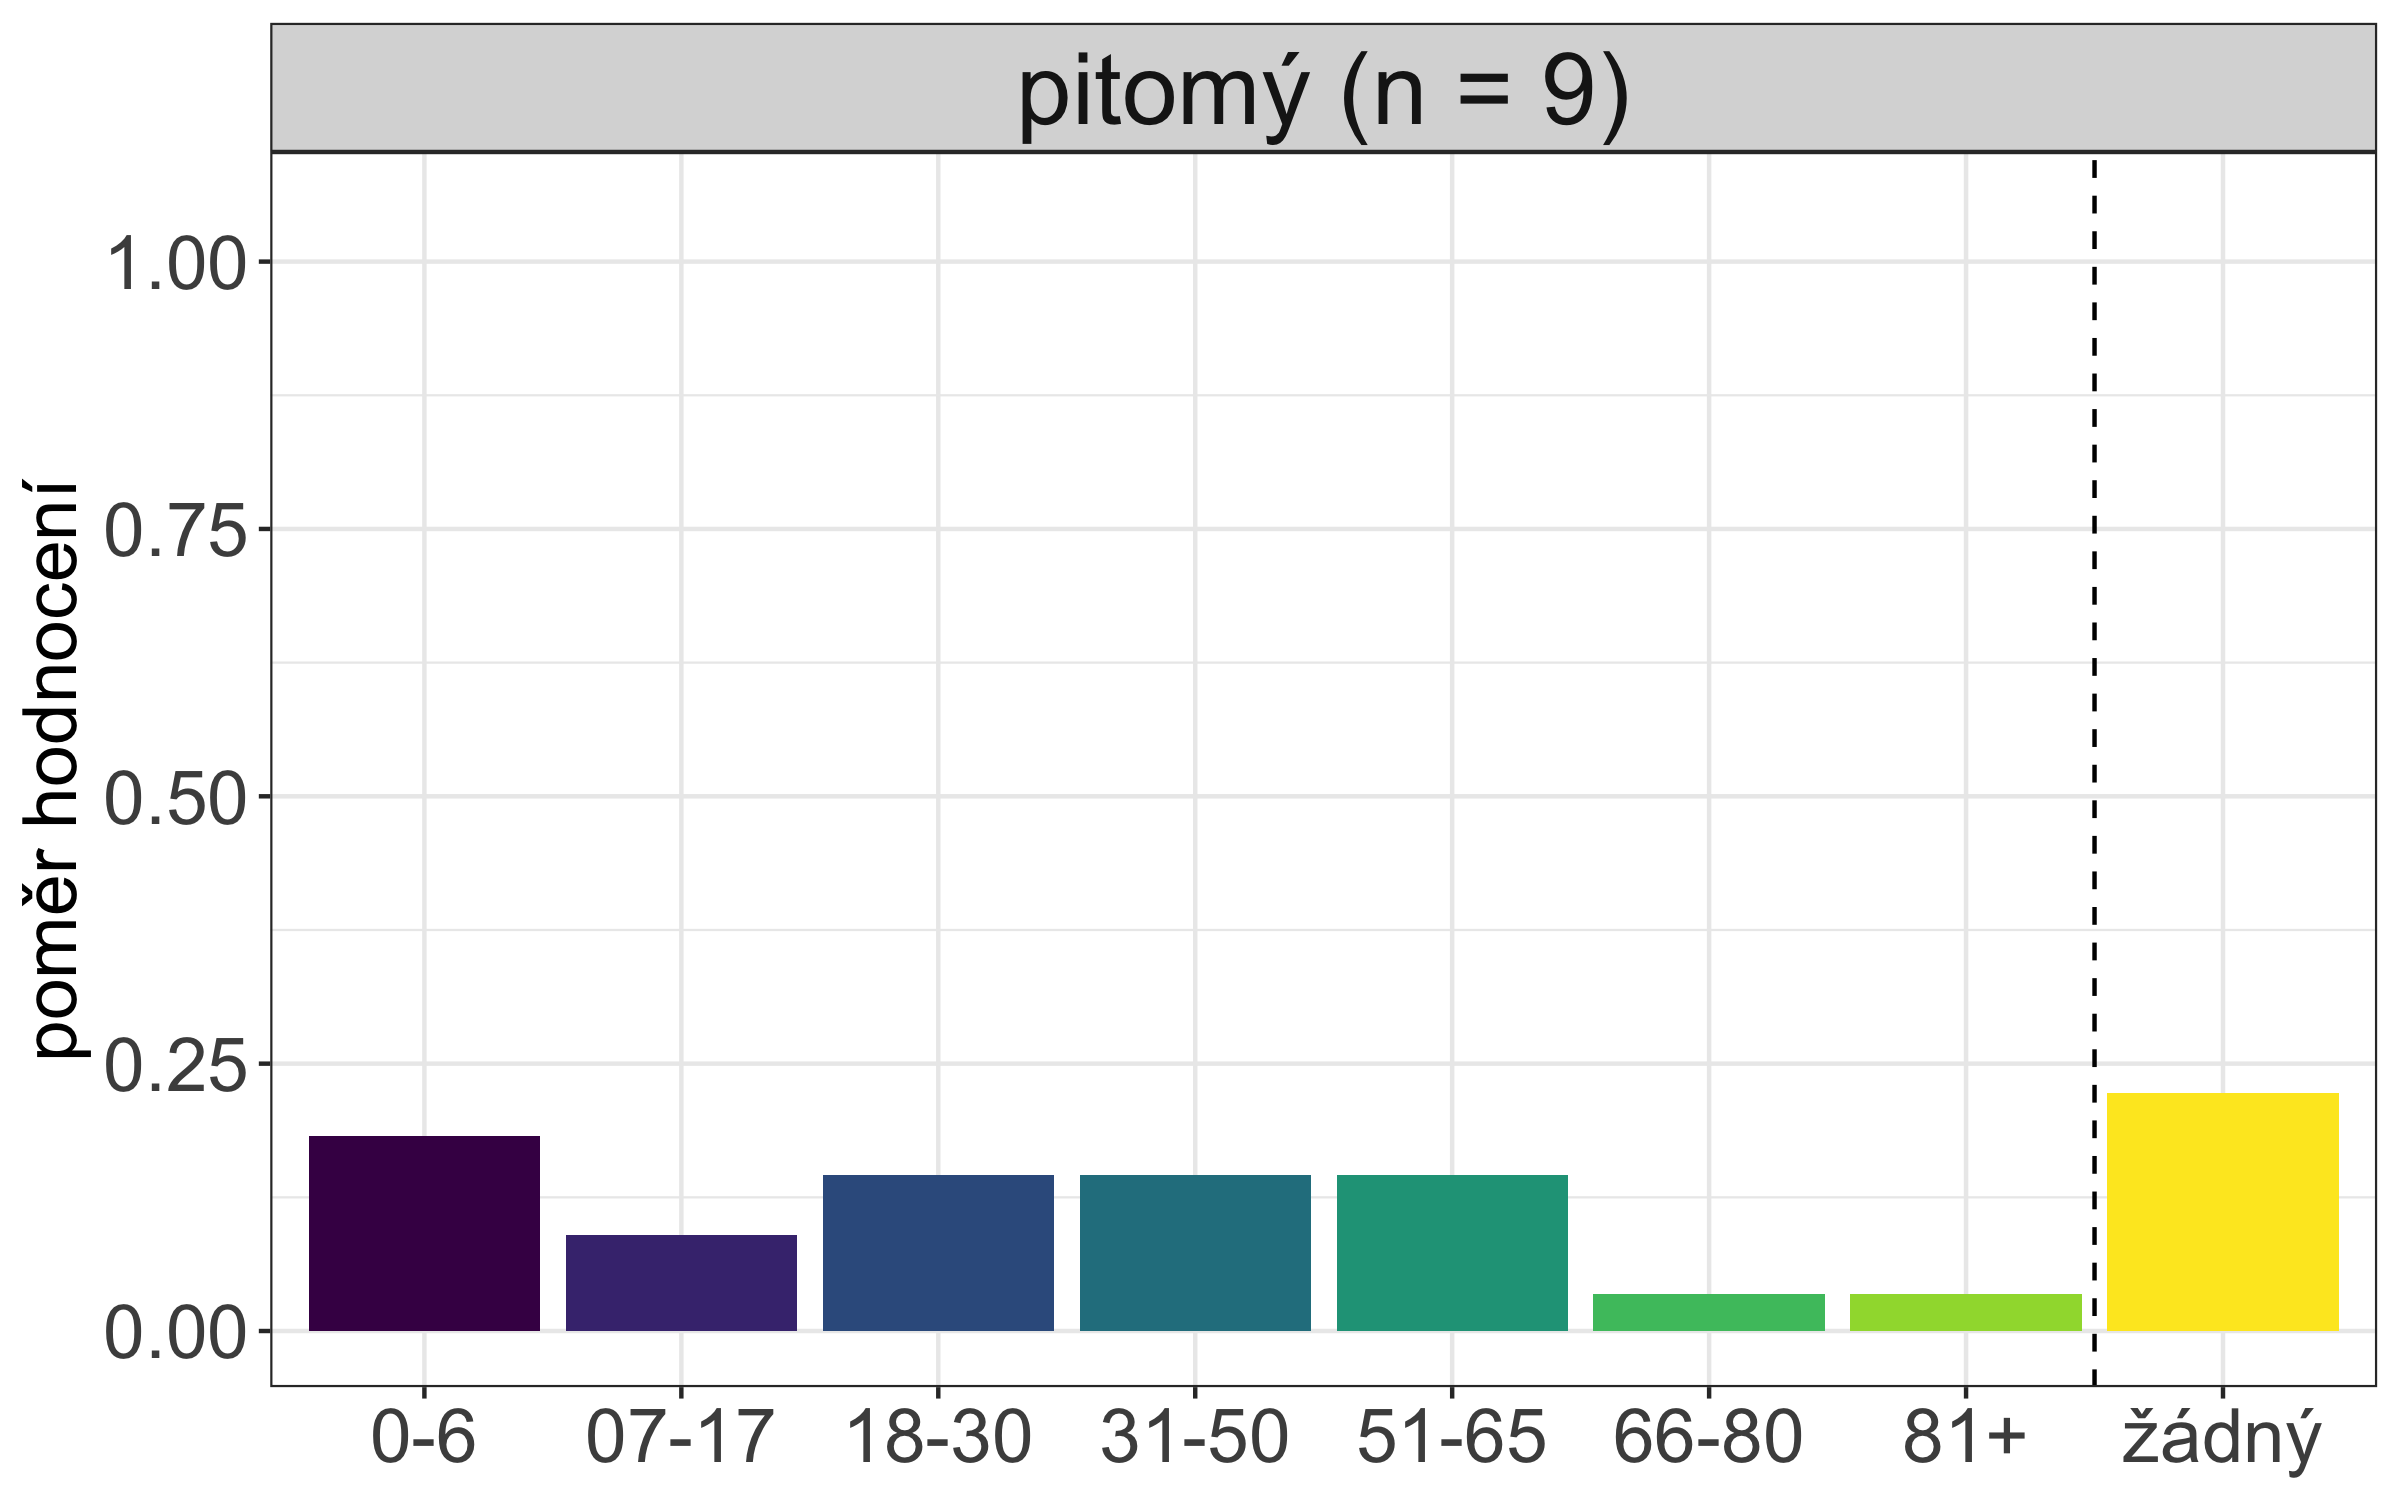 pitomý (n = 9)
poměr hodnocení
1.00
0.75
0.50
0.25
0.00
0-6 07-17 18-30 31-50 51-65 66-80 81+ žádný